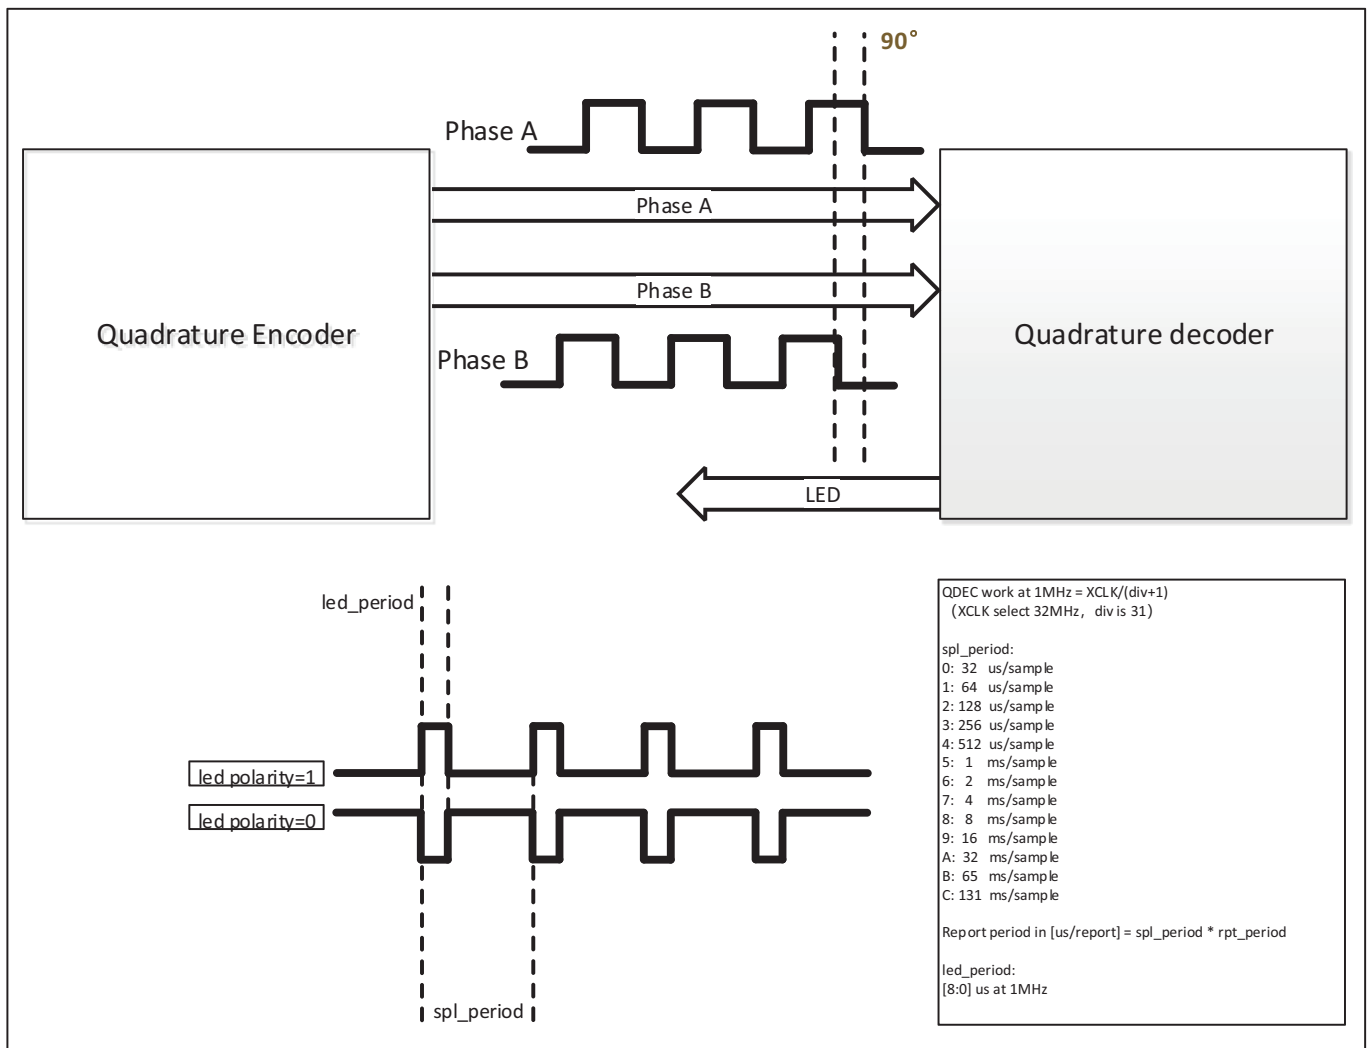 90°
Phase A
Phase A
Phase B
Quadrature Encoder
Quadrature decoder
Phase B
LED
led_period
led polarity=1
led polarity=0
spl_period
QDEC work at 1MHz = XCLK/(div+1)
(XCLK select 32MHz, div is 31)
spl_period:
0: 32 us/sample
1: 64 us/sample
2: 128 us/sample
3: 256 us/sample
4: 512 us/sample
5: 1 ms/sample
6: 2 ms/sample
7: 4 ms/sample
8: 8 ms/sample
9: 16 ms/sample
A: 32 ms/sample
B: 65 ms/sample
C: 131 ms/sample
Report period in [us/report] = spl_period * rpt_period
led_period:
[8:0] us at 1MHz